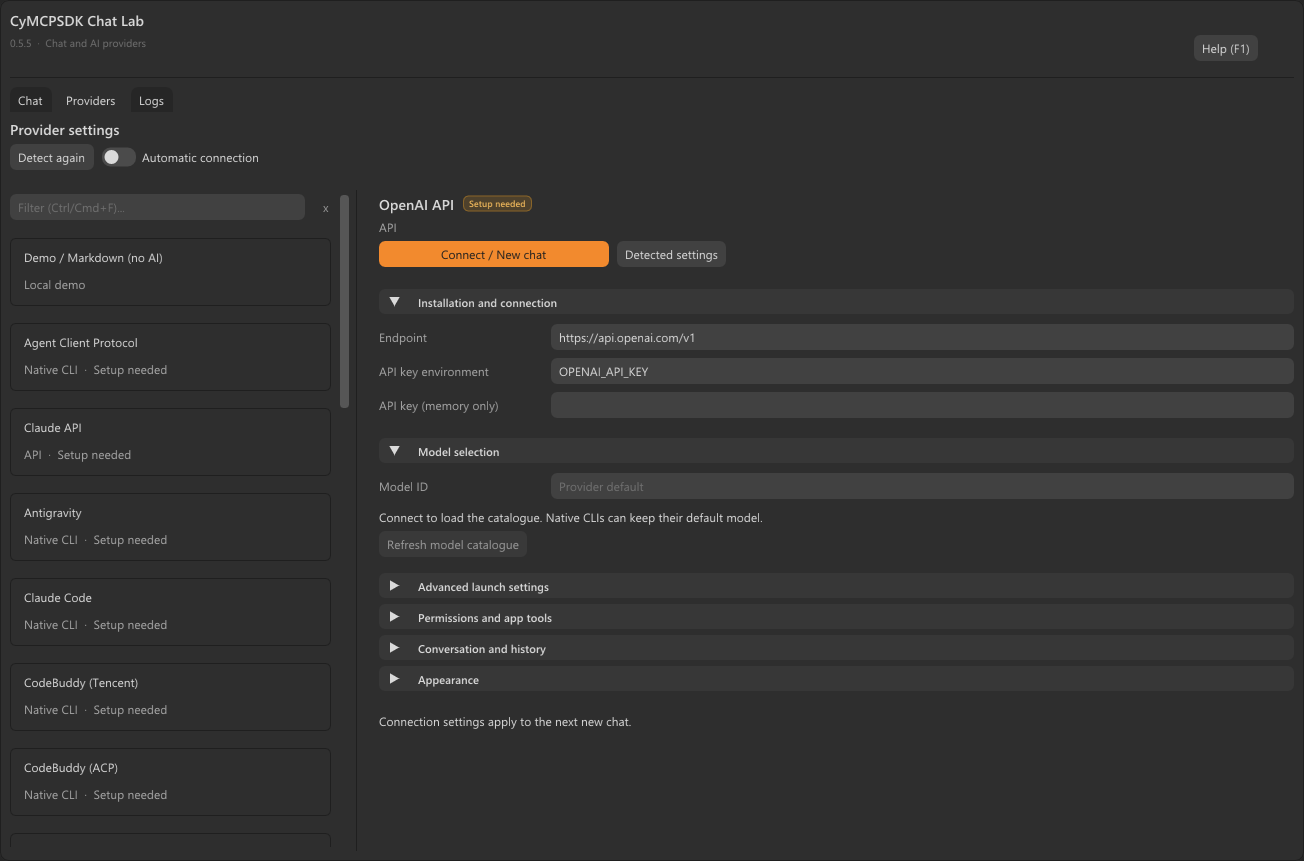 CyMCPSDK Chat Lab
0.5.5 · Chat and AI providers
Help (F1)
Chat Providers Logs
Provider settings
Detect again Automatic connection
Filter (Ctrl/Cmd+F)... x
Demo / Markdown (no AI)
Local demo
Agent Client Protocol
Native CLI · Setup needed
Claude API
API · Setup needed
Antigravity
Native CLI · Setup needed
Claude Code
Native CLI · Setup needed
CodeBuddy (Tencent)
Native CLI · Setup needed
CodeBuddy (ACP)
Native CLI · Setup needed
OpenAI API Setup needed
API
Connect / New chat Detected settings
Installation and connection
Endpoint https://api.openai.com/v1
API key environment OPENAI_API_KEY
API key (memory only)
Model selection
Model ID Provider default
Connect to load the catalogue. Native CLIs can keep their default model.
Refresh model catalogue
Advanced launch settings
Permissions and app tools
Conversation and history
Appearance
Connection settings apply to the next new chat.